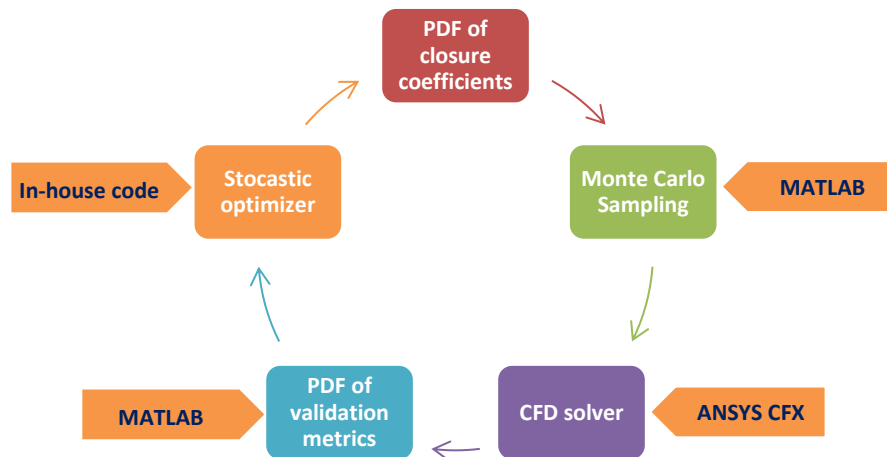 PDF of
closure
coefficients
In-house code
Stocastic
optimizer
Monte Carlo
Sampling
MATLAB
MATLAB
PDF of
validation
metrics
CFD solver
ANSYS CFX